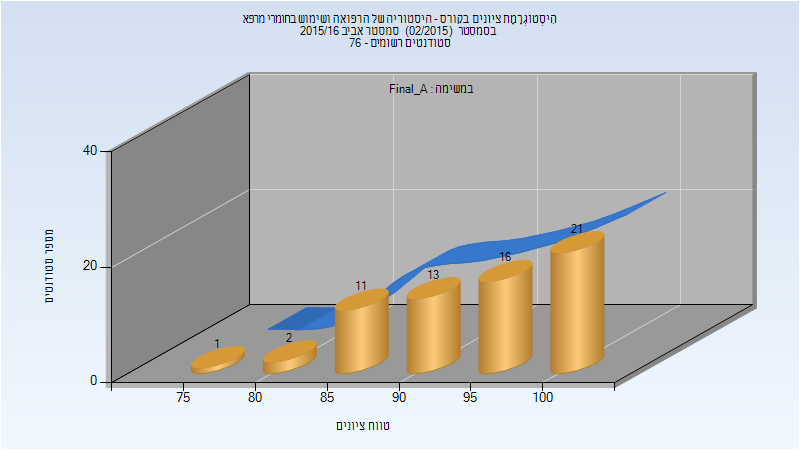 היסטוגרמת ציונים בקורס - היסטוריה של הרפואה ושימוש בחומרי מרפא
בסמסטר (02/2015) סמסטר אביב 2015/16
סטודנטים רשומים - 76
במשימה : Final_A
40
20
0
מספר סטודנטים
1
2
11
13
16
21
75
80
85
90
95
100
טווח ציונים